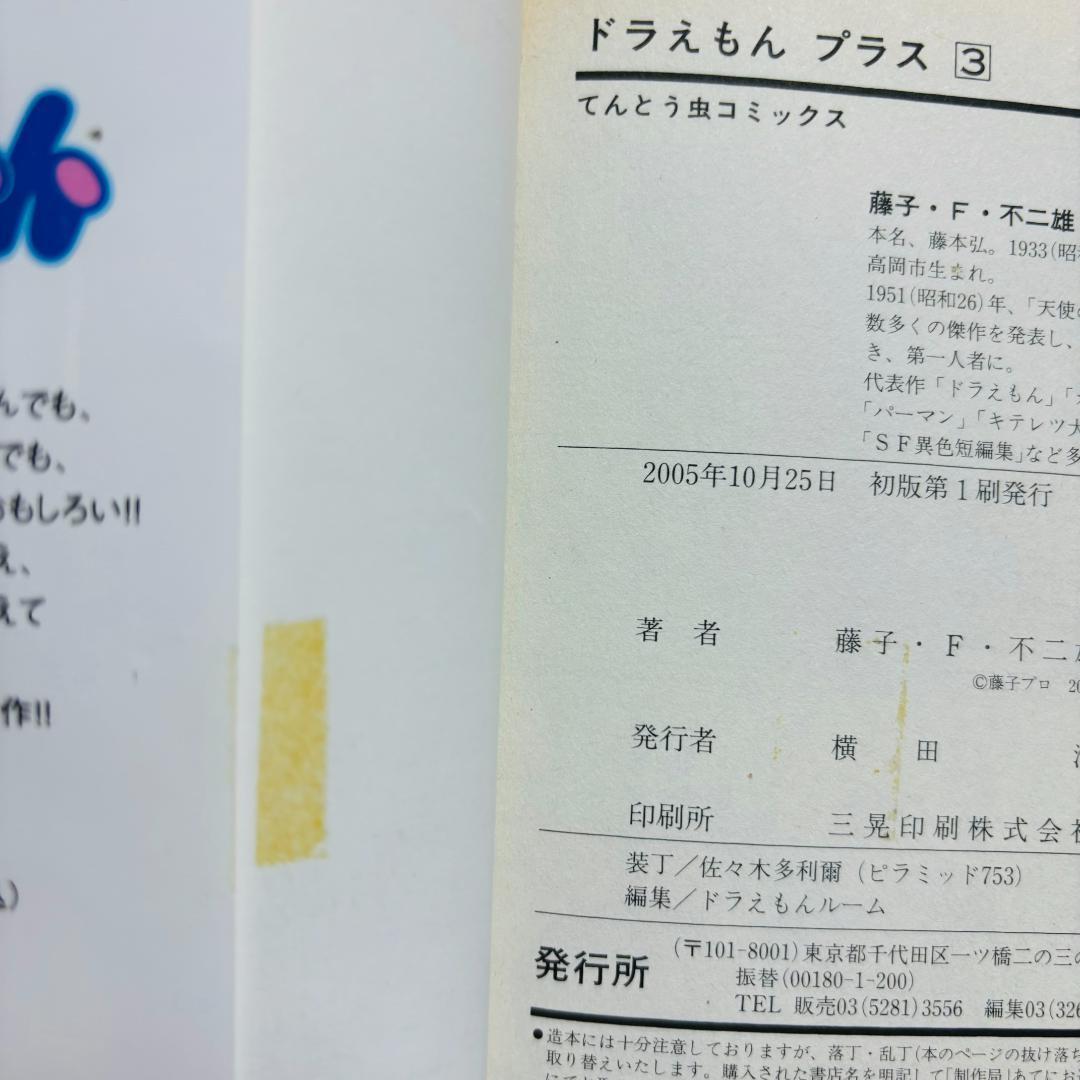 んでも、
でも、
おもしろい!!
え、
えて
作!!
ドラえもん プラス 3
てんとう虫コミックス
藤子・F・不二雄
本名、藤本弘。1933(昭
高岡市生まれ。
1951(昭和26)年、「天使
数多くの傑作を発表し、
き、第一人者に。
代表作「ドラえもん」「
「パーマン」「キテレツ大
「SF異色短編集」など多
2005年10月25日 初版第1刷発行
著者 藤子・F・不二雄
©藤子プロ 20
発行者 横田
印刷所 三晃印刷株式会社
装丁/佐々木多利爾(ピラミッド753)
編集/ドラえもんルーム
発行所
(〒101-8001)東京都千代田区一ツ橋二の三の
振替(00180-1-200)
TEL 販売03(5281)3556 編集03(326
●造本には十分注意しておりますが、落丁・乱丁(本のページの抜け落ち
取り替えいたします。購入された書店名を明記して「制作局」あてにお